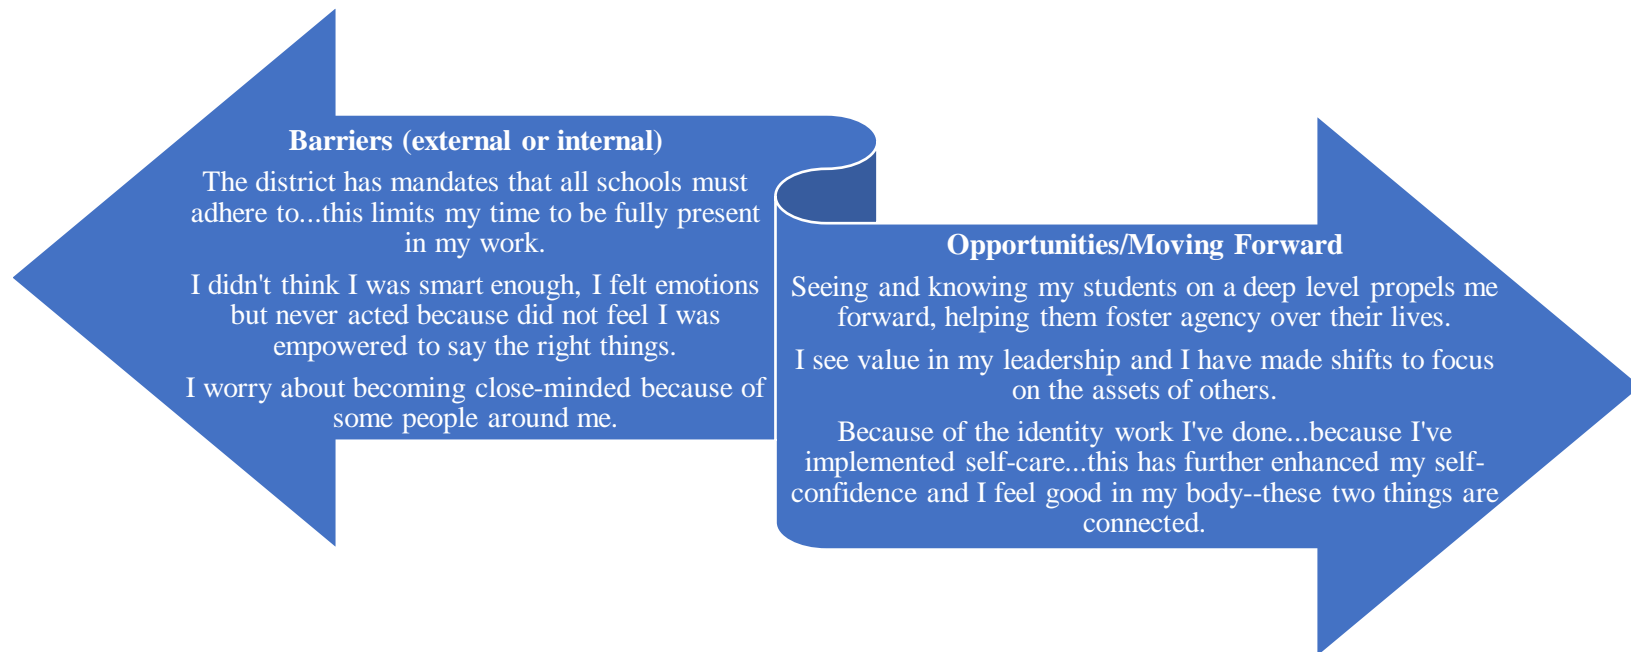 Barriers (external or internal)
The district has mandates that all schools must
adhere to...this limits my time to be fully present
in my work.
I didn't think I was smart enough, I felt emotions
but never acted because did not feel I was
empowered to say the right things.
I worry about becoming close-minded because of
some people around me.
Opportunities/Moving Forward
Seeing and knowing my students on a deep level propels me
forward, helping them foster agency over their lives.
I see value in my leadership and I have made shifts to focus
on the assets of others.
Because of the identity work I've done...because I've
implemented self-care...this has further enhanced my self-
confidence and I feel good in my body--these two things are
connected.